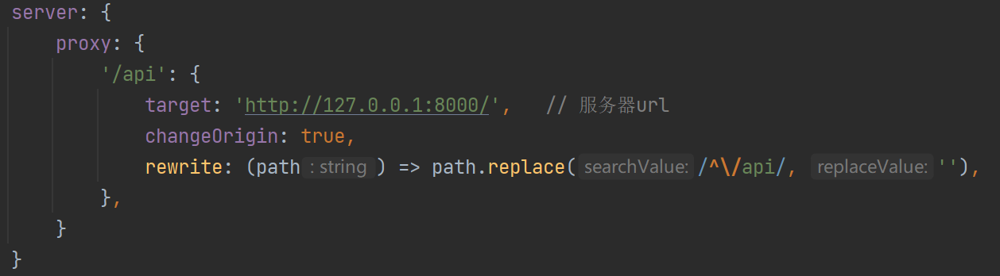 server: {
proxy: {
'/api': {
target: 'http://127.0.0.1:8000/',   // 服务器url
changeOrigin: true,
rewrite: (path : string ) => path.replace( searchValue: /^\/api/, replaceValue: ''),
},
}
}